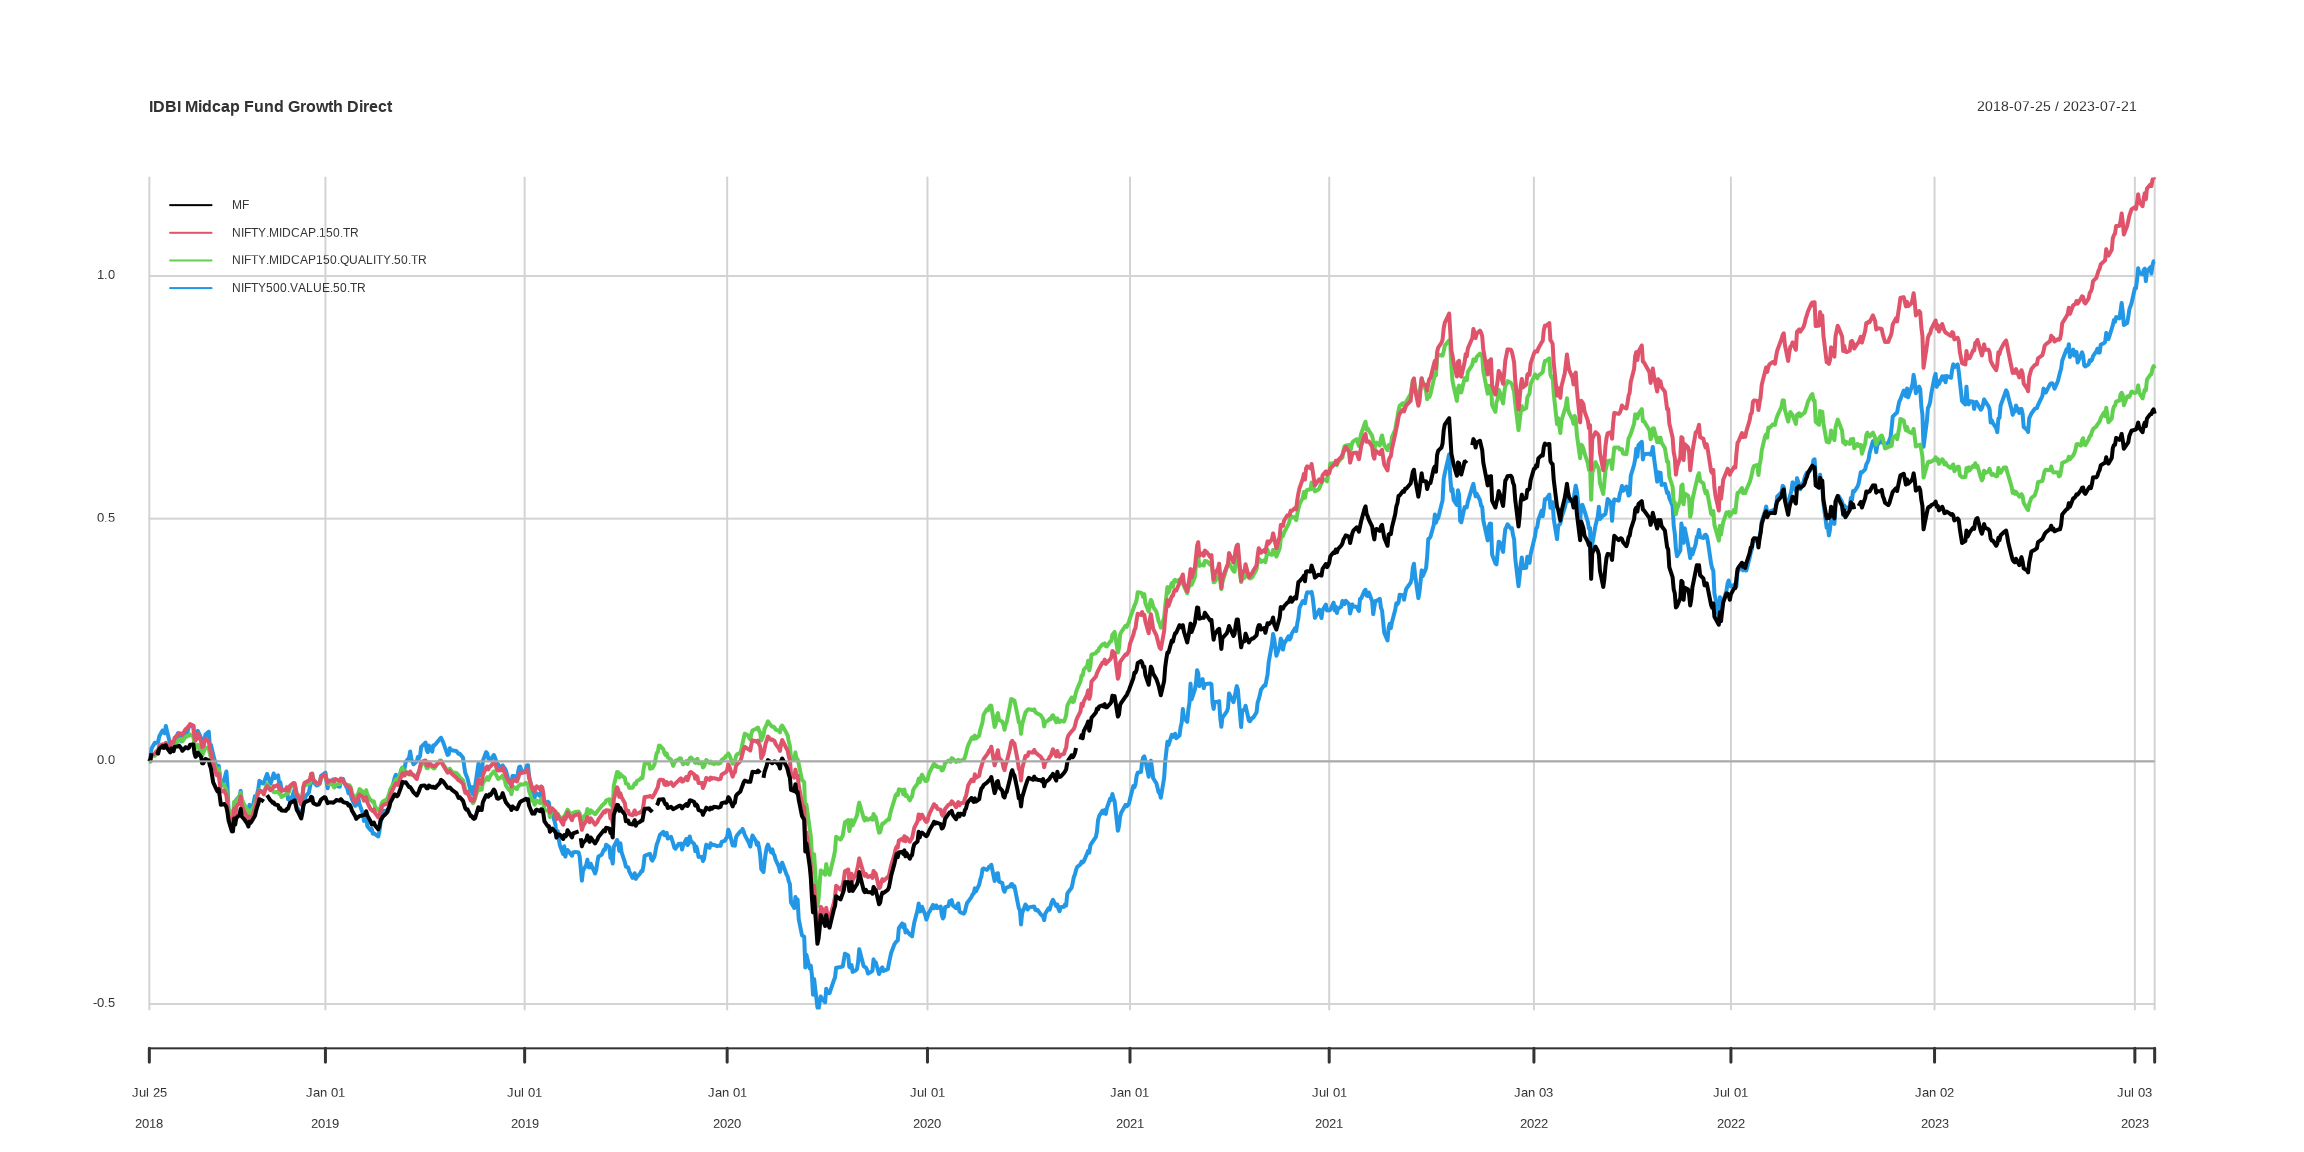 IDBI Midcap Fund Growth Direct
2018-07-25 / 2023-07-21
MF
NIFTY.MIDCAP.150.TR
NIFTY.MIDCAP150.QUALITY.50.TR
NIFTY500.VALUE.50.TR
1.0
0.5
0.0
-0.5
Jul 25 Jan 01 Jul 01 Jan 01 Jul 01 Jan 01 Jul 01 Jan 03 Jul 01 Jan 02 Jul 03
2018 2019 2019 2020 2020 2021 2021 2022 2022 2023 2023